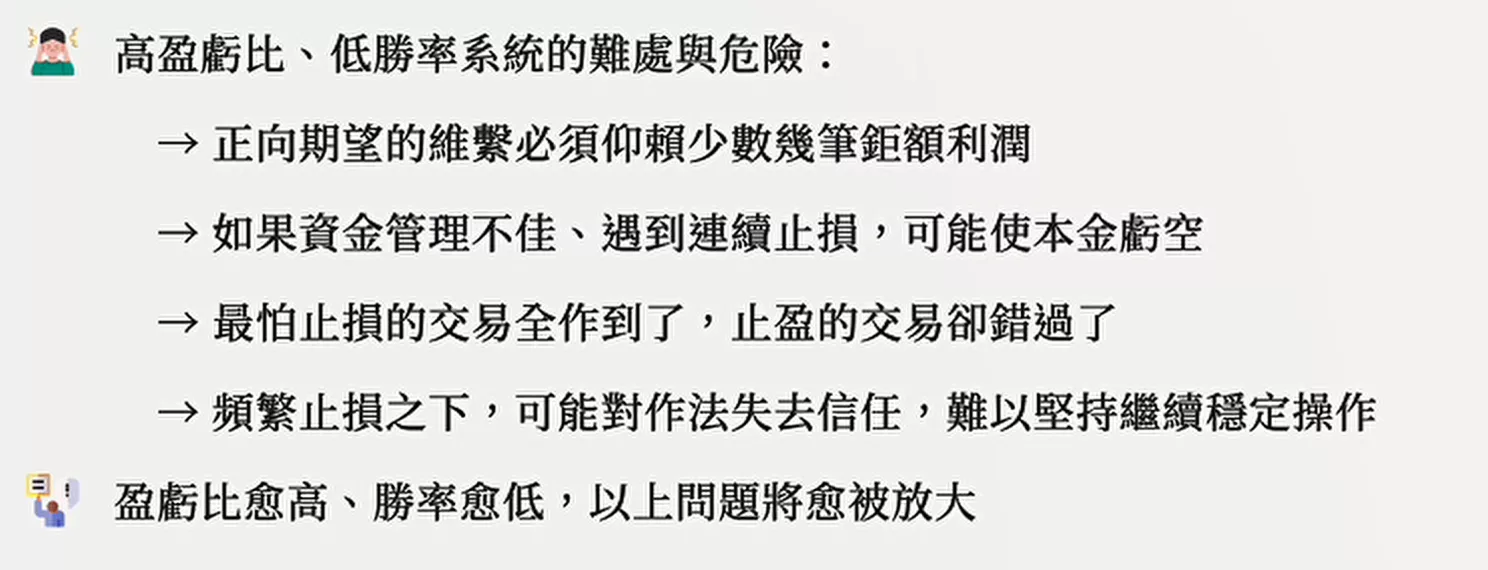 高盈虧比、低勝率系統的難處與危險：
→ 正向期望的維繫必須仰賴少數幾筆鉅額利潤
→ 如果資金管理不佳、遇到連續止損，可能使本金虧空
→ 最怕止損的交易全作到了，止盈的交易卻錯過了
→ 頻繁止損之下，可能對作法失去信任，難以堅持繼續穩定操作
盈虧比愈高、勝率愈低，以上問題將愈被放大